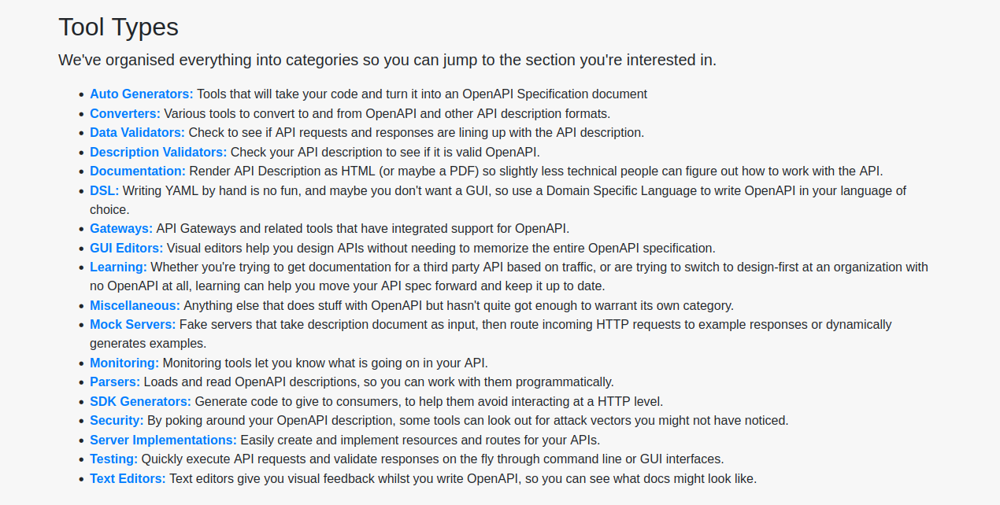 Tool Types
We've organised everything into categories so you can jump to the section you're interested in.
• Auto Generators: Tools that will take your code and turn it into an OpenAPI Specification document
• Converters: Various tools to convert to and from OpenAPI and other API description formats.
• Data Validators: Check to see if API requests and responses are lining up with the API description.
• Description Validators: Check your API description to see if it is valid OpenAPI.
• Documentation: Render API Description as HTML (or maybe a PDF) so slightly less technical people can figure out how to work with the API.
• DSL: Writing YAML by hand is no fun, and maybe you don't want a GUI, so use a Domain Specific Language to write OpenAPI in your language of
choice.
• Gateways: API Gateways and related tools that have integrated support for OpenAPI.
• GUI Editors: Visual editors help you design APIs without needing to memorize the entire OpenAPI specification.
• Learning: Whether you're trying to get documentation for a third party API based on traffic, or are trying to switch to design-first at an organization with
no OpenAPI at all, learning can help you move your API spec forward and keep it up to date.
• Miscellaneous: Anything else that does stuff with OpenAPI but hasn't quite got enough to warrant its own category.
• Mock Servers: Fake servers that take description document as input, then route incoming HTTP requests to example responses or dynamically
generates examples.
• Monitoring: Monitoring tools let you know what is going on in your API.
• Parsers: Loads and read OpenAPI descriptions, so you can work with them programmatically.
• SDK Generators: Generate code to give to consumers, to help them avoid interacting at a HTTP level.
• Security: By poking around your OpenAPI description, some tools can look out for attack vectors you might not have noticed.
• Server Implementations: Easily create and implement resources and routes for your APIs.
• Testing: Quickly execute API requests and validate responses on the fly through command line or GUI interfaces.
• Text Editors: Text editors give you visual feedback whilst you write OpenAPI, so you can see what docs might look like.